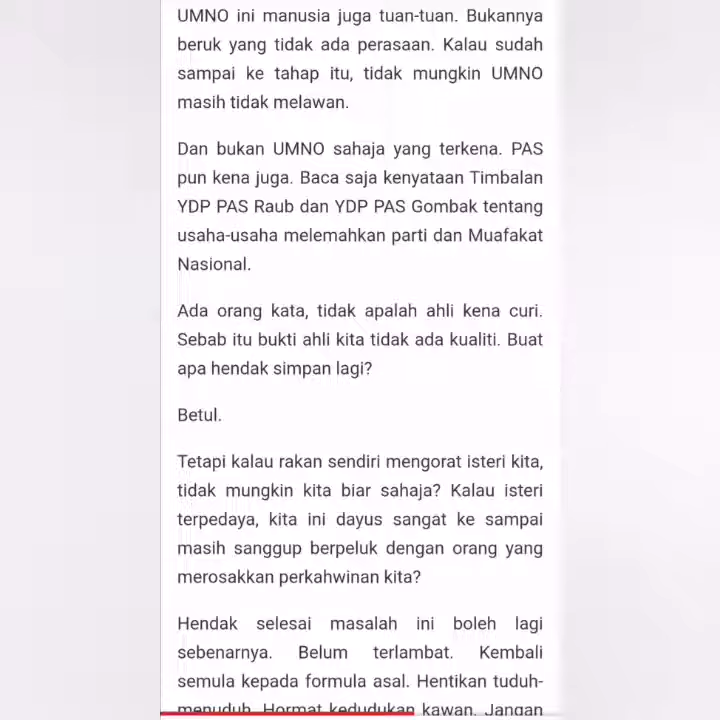 UMNO ini manusia juga tuan-tuan. Bukannya
beruk yang tidak ada perasaan. Kalau sudah
sampai ke tahap itu, tidak mungkin UMNO
masih tidak melawan.
Dan bukan UMNO sahaja yang terkena. PAS
pun kena juga. Baca saja kenyataan Timbalan
YDP PAS Raub dan YDP PAS Gombak tentang
usaha-usaha melemahkan parti dan Muafakat
Nasional.
Ada orang kata, tidak apalah ahli kena curi.
Sebab itu bukti ahli kita tidak ada kualiti. Buat
apa hendak simpan lagi?
Betul.
Tetapi kalau rakan sendiri mengorat isteri kita,
tidak mungkin kita biar sahaja? Kalau isteri
terpedaya, kita ini dayus sangat ke sampai
masih sanggup berpeluk dengan orang yang
merosakkan perkahwinan kita?
Hendak selesai masalah ini boleh lagi
sebenarnya. Belum terlambat. Kembali
semula kepada formula asal. Hentikan tuduh-
menuduh. Hormat kedudukan kawan. Jangan